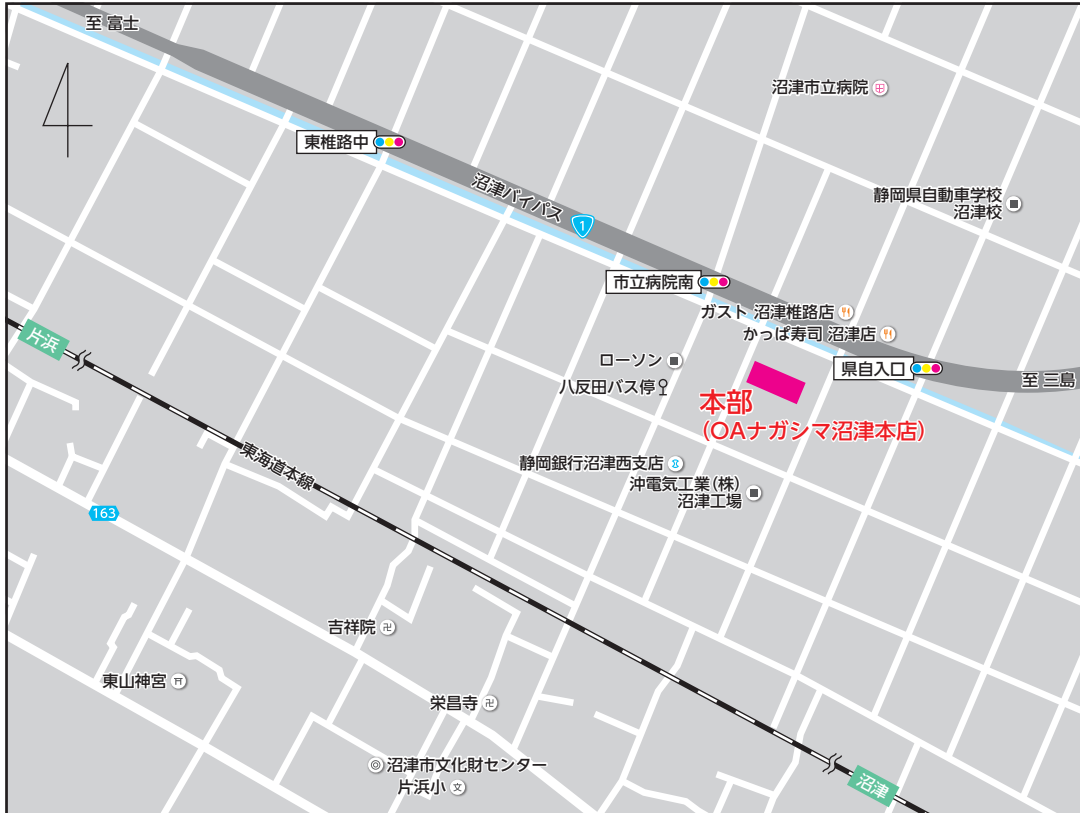 至 富士
沼津市立病院
東椎路中
沼津バイパス
1
静岡県自動車学校
沼津校
市立病院南
ガスト 沼津椎路店
かっぱ寿司 沼津店
片浜
ローソン
県自入口
至 三島
八反田バス停
本部
(OAナガシマ沼津本店)
東海道本線
静岡銀行沼津西支店
沖電気工業(株)
沼津工場
163
吉祥院
東山神宮
栄昌寺
沼津市文化財センター
片浜小
文
沼津